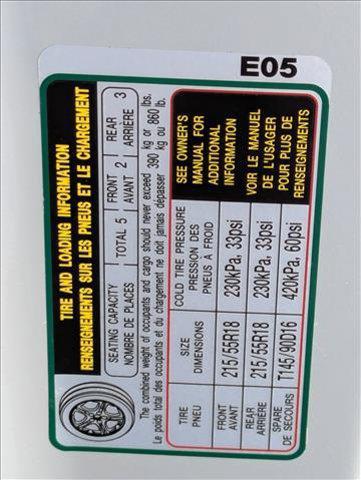 E05
TIRE AND LOADING INFORMATION
RENSEIGNEMENTS SUR LES PNEUS ET LE CHARGEMENT
SEATING CAPACITY
NOMBRE DE PLACES
TOTAL 5
FRONT
AVANT 2
REAR
ARRIÈRE 3
The combined weight of occupants and cargo should never exceed 390 kg or 860 lbs.
Le poids total des occupants et du chargement ne doit jamais dépasser 390 kg ou 860 lb.
TIRE
PNEU
SIZE
DIMENSIONS
COLD TIRE PRESSURE
PRESSION DES
PNEUS À FROID
SEE OWNER'S
MANUAL FOR
ADDITIONAL
INFORMATION
VOIR LE MANUEL
DE L'USAGER
POUR PLUS DE
RENSEIGNEMENTS
FRONT
AVANT
215/55R18
230kPa, 33psi
REAR
ARRIÈRE
215/55R18
230kPa, 33psi
SPARE
DE SECOURS
T145/90D16
420kPa, 60psi